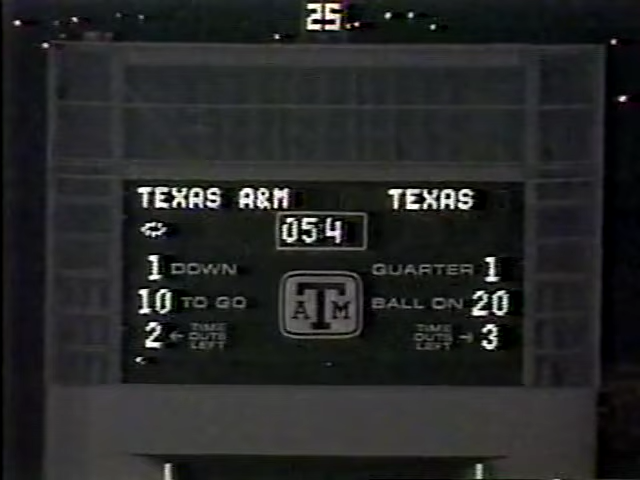 25
TEXAS A&M TEXAS
054
1 DOWN QUARTER 1
10 TO GO BALL ON 20
2 ← TIME OUTS LEFT TIME OUTS LEFT → 3
ATM